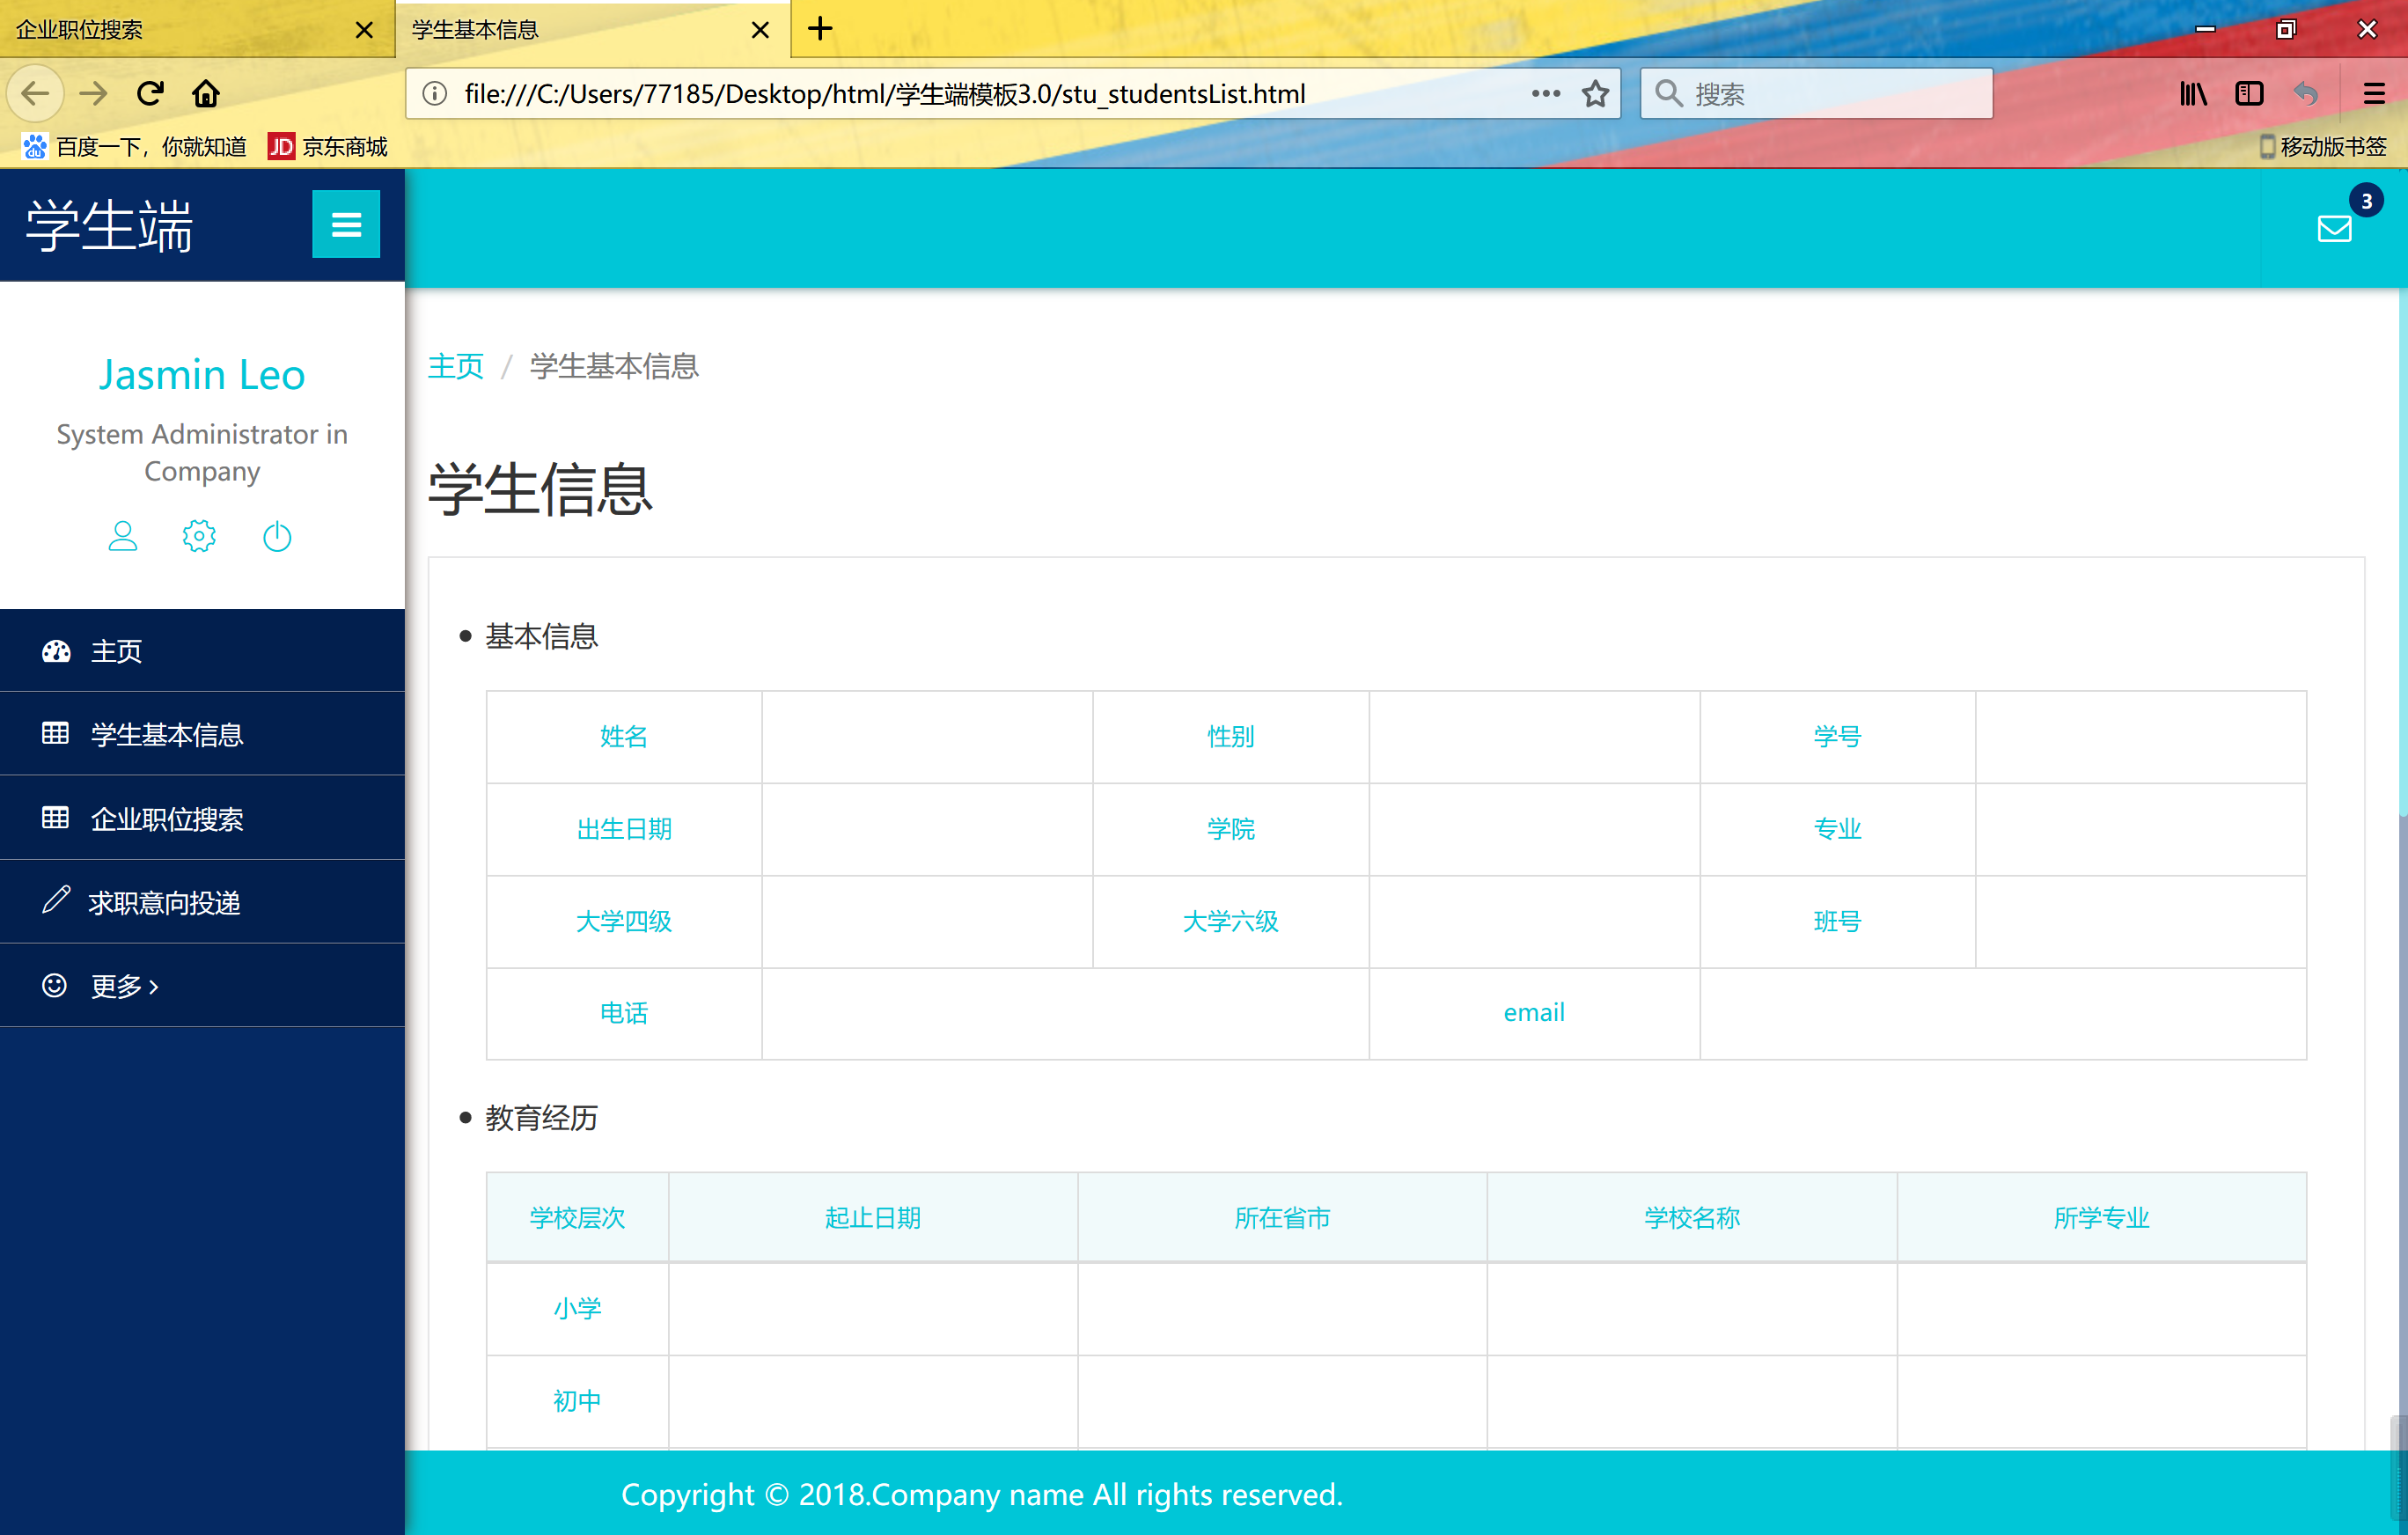 企业职位搜索
学生基本信息
file:///C:/Users/77185/Desktop/html/学生端模板3.0/stu_studentsList.html
搜索
百度一下，你就知道
JD 京东商城
移动版书签
学生端
3
Jasmin Leo
System Administrator in
Company
主页
学生基本信息
企业职位搜索
求职意向投递
更多 ›
主页 / 学生基本信息
学生信息
• 基本信息
姓名 性别 学号
出生日期 学院 专业
大学四级 大学六级 班号
电话 email
• 教育经历
学校层次 起止日期 所在省市 学校名称 所学专业
小学
初中
Copyright © 2018.Company name All rights reserved.